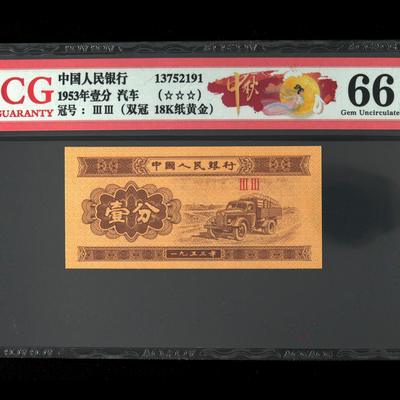 CG
GUARANTY
中国人民银行 13752191
1953年壹分 汽车 (☆☆☆)
冠号：ⅢⅢ（双冠 18K纸黄金）
中秋
66
Gem Uncirculate
中國人民銀行
ⅢⅢ
壹分
一九五三年